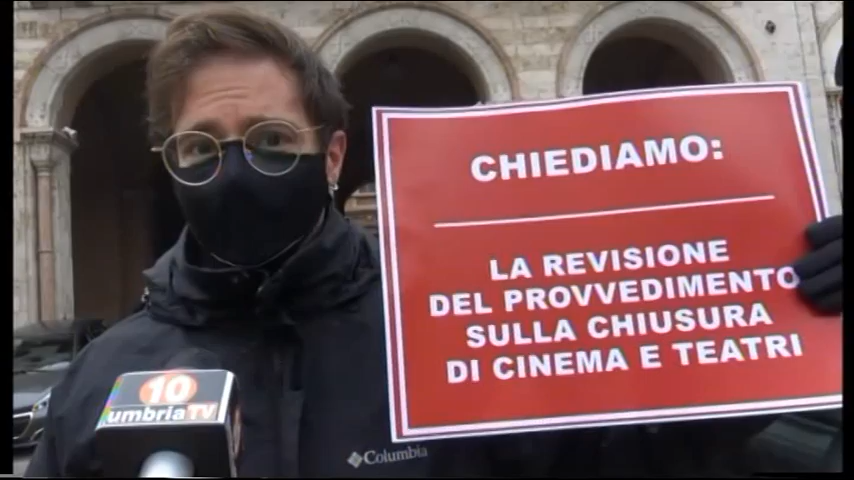 CHIEDIAMO:
LA REVISIONE
DEL PROVVEDIMENTO
SULLA CHIUSURA
DI CINEMA E TEATRI
10
umbriaTV
Columbia